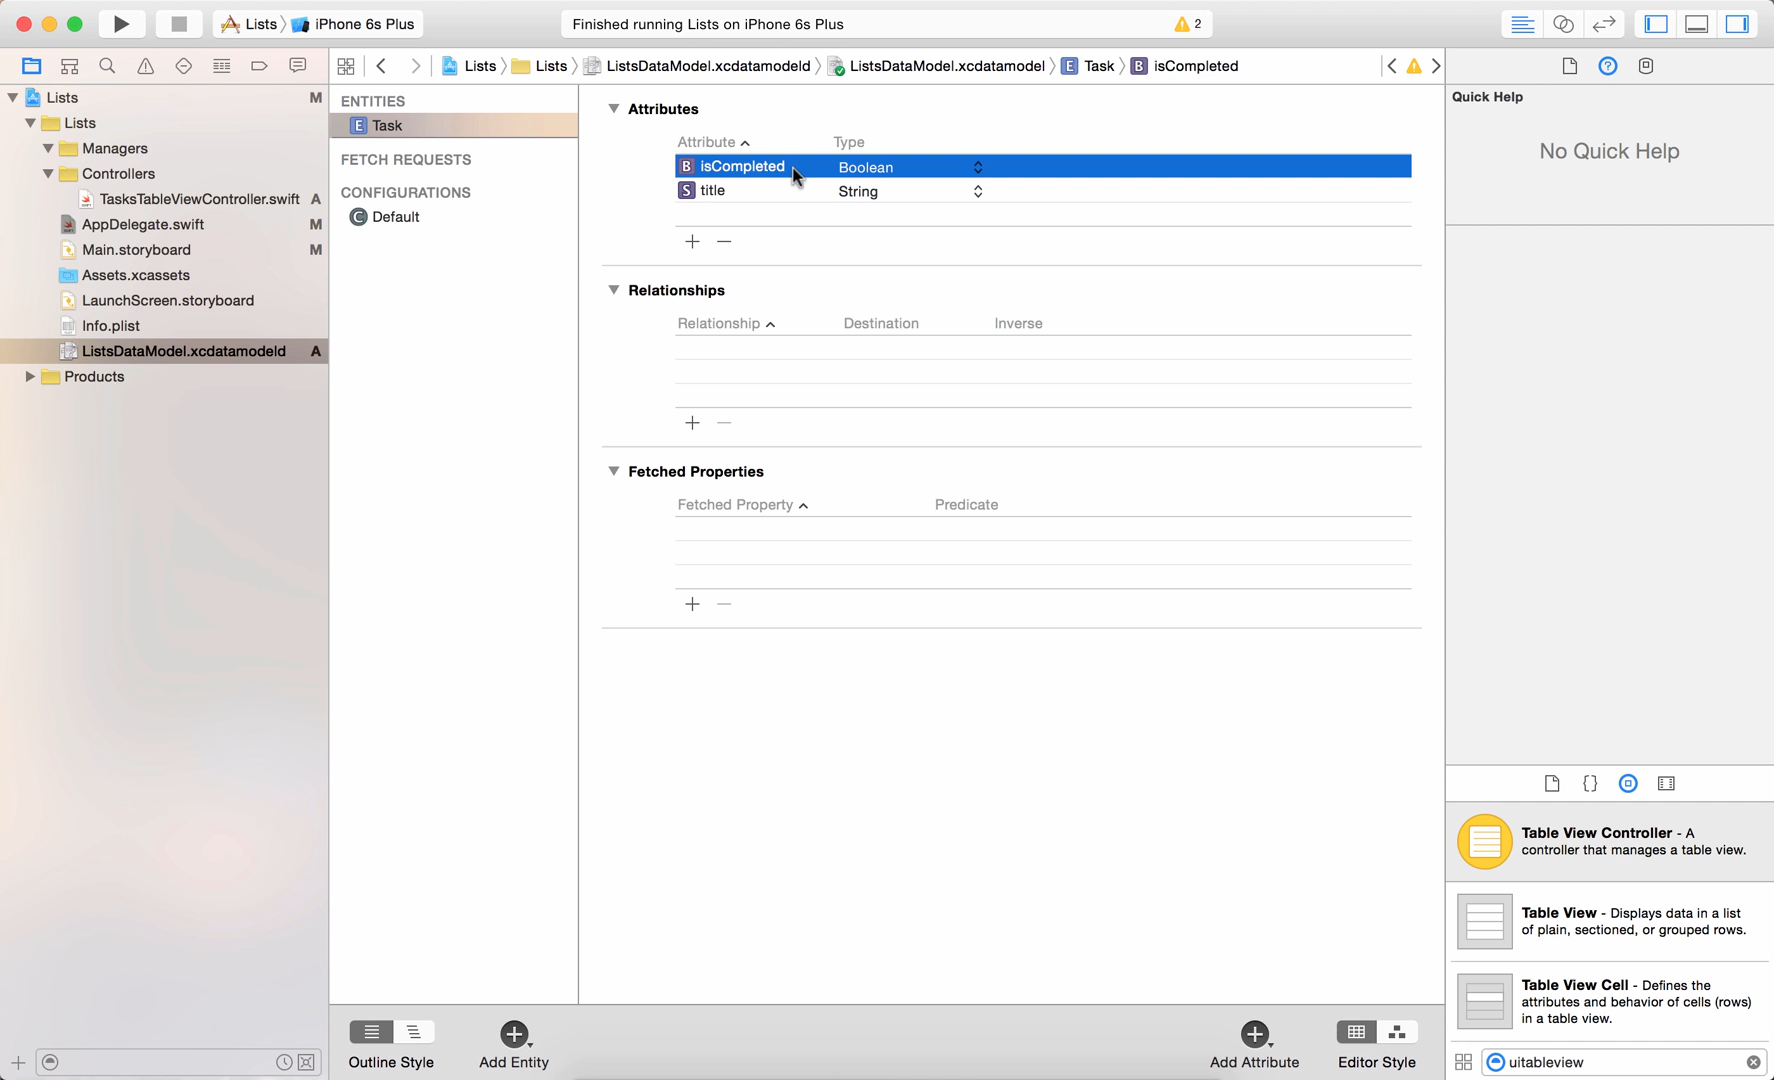 Lists
iPhone 6s Plus
Finished running Lists on iPhone 6s Plus
2
Lists
Lists
ListsDataModel.xcdatamodeld
ListsDataModel.xcdatamodel
E Task
B isCompleted
Lists M
Lists
Managers
Controllers
TasksTableViewController.swift A
AppDelegate.swift M
Main.storyboard M
Assets.xcassets
LaunchScreen.storyboard
Info.plist
ListsDataModel.xcdatamodeld A
Products
ENTITIES
E Task
FETCH REQUESTS
CONFIGURATIONS
C Default
Attributes
Attribute Type
B isCompleted Boolean
S title String
Relationships
Relationship Destination Inverse
Fetched Properties
Fetched Property Predicate
Quick Help
No Quick Help
{}
Table View Controller - A
controller that manages a table view.
Table View - Displays data in a list
of plain, sectioned, or grouped rows.
Table View Cell - Defines the
attributes and behavior of cells (rows)
in a table view.
Outline Style
Add Entity
Add Attribute
Editor Style
uitableview